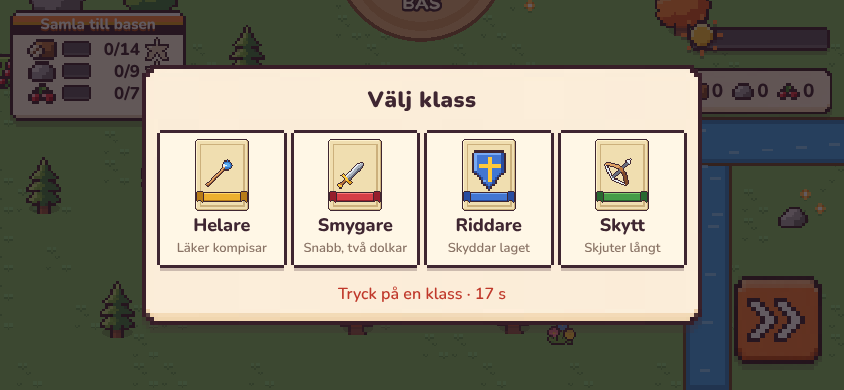 BAS
Samla till basen
0/14
0/9
0/7
0 0 0
Välj klass
Helare
Läker kompisar
Smygare
Snabb, två dolkar
Riddare
Skyddar laget
Skytt
Skjuter långt
Tryck på en klass · 17 s